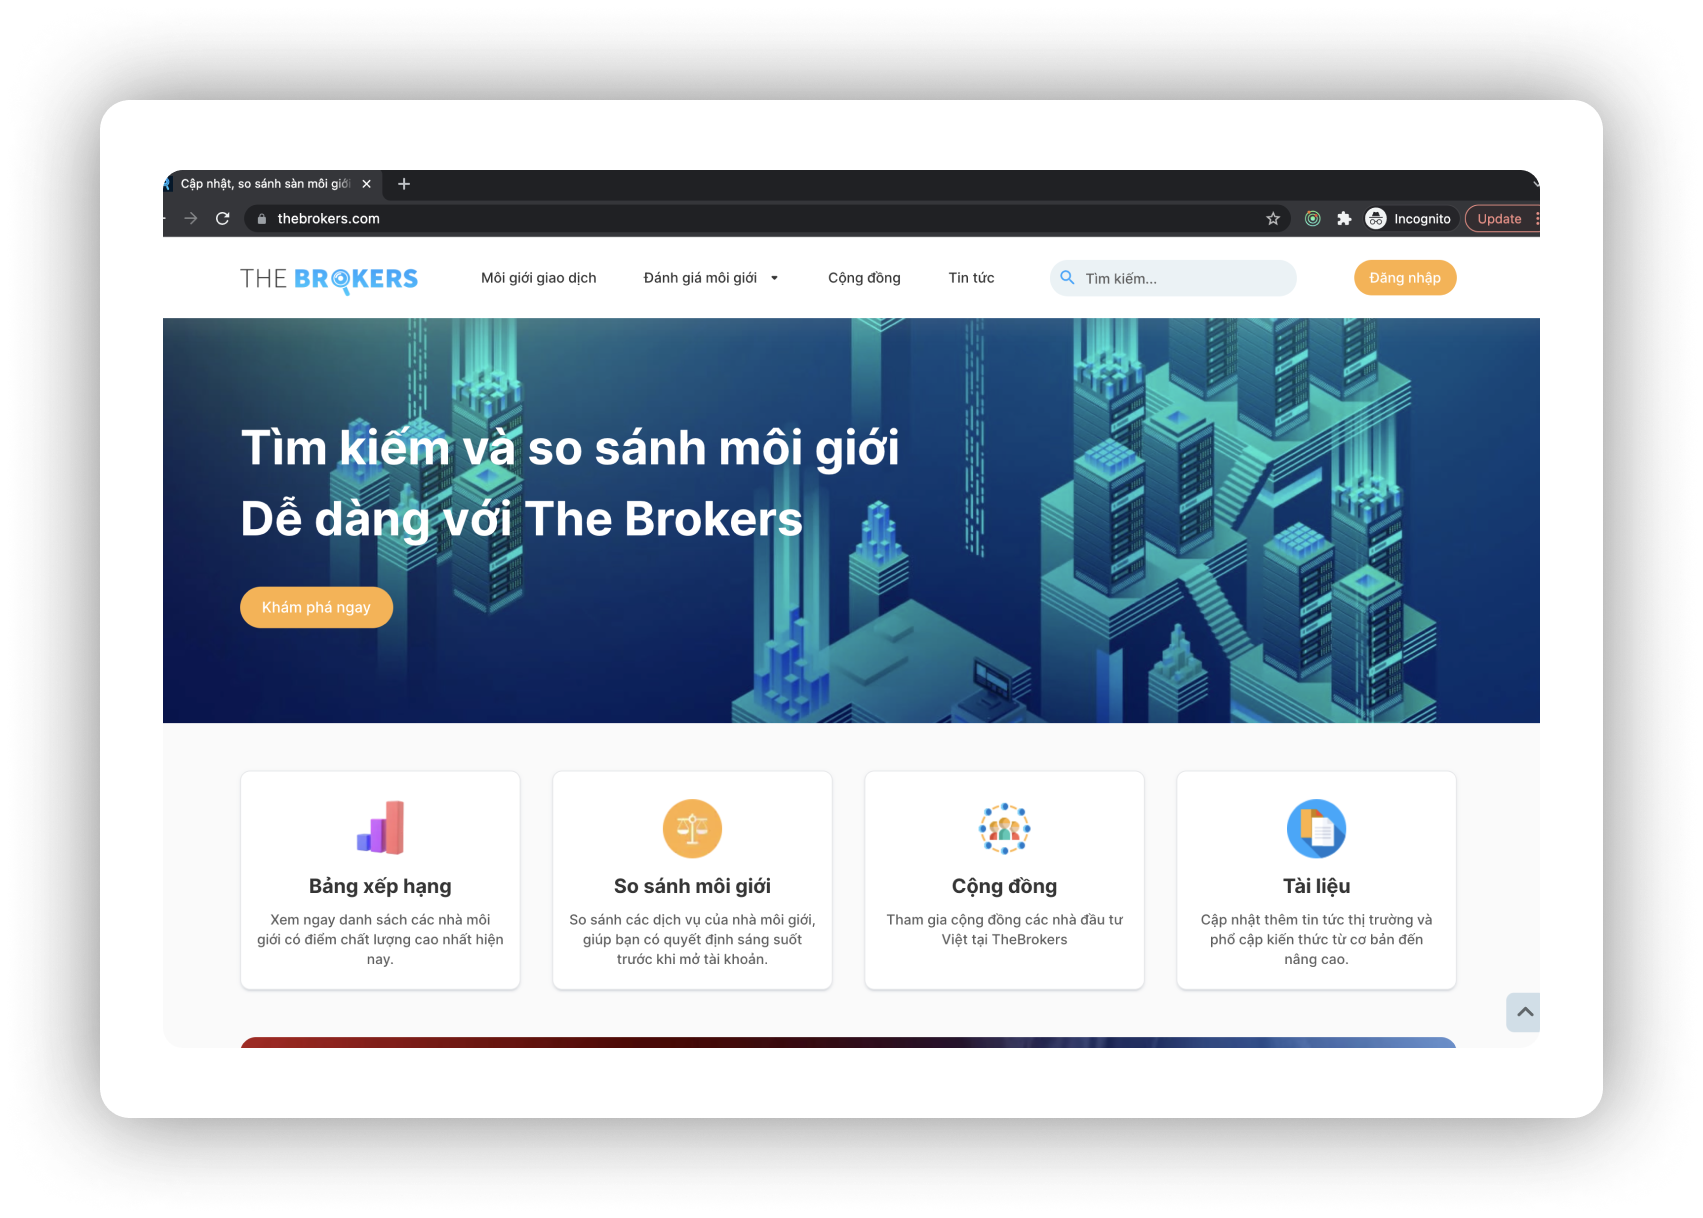 Cập nhật, so sánh sàn môi giới
thebrokers.com
Incognito
Update
THE BROKERS
Môi giới giao dịch
Đánh giá môi giới
Cộng đồng
Tin tức
Tìm kiếm...
Đăng nhập
Tìm kiếm và so sánh môi giới
Dễ dàng với The Brokers
Khám phá ngay
Bảng xếp hạng
Xem ngay danh sách các nhà môi
giới có điểm chất lượng cao nhất hiện
nay.
So sánh môi giới
So sánh các dịch vụ của nhà môi giới,
giúp bạn có quyết định sáng suốt
trước khi mở tài khoản.
Cộng đồng
Tham gia cộng đồng các nhà đầu tư
Việt tại TheBrokers
Tài liệu
Cập nhật thêm tin tức thị trường và
phổ cập kiến thức từ cơ bản đến
nâng cao.